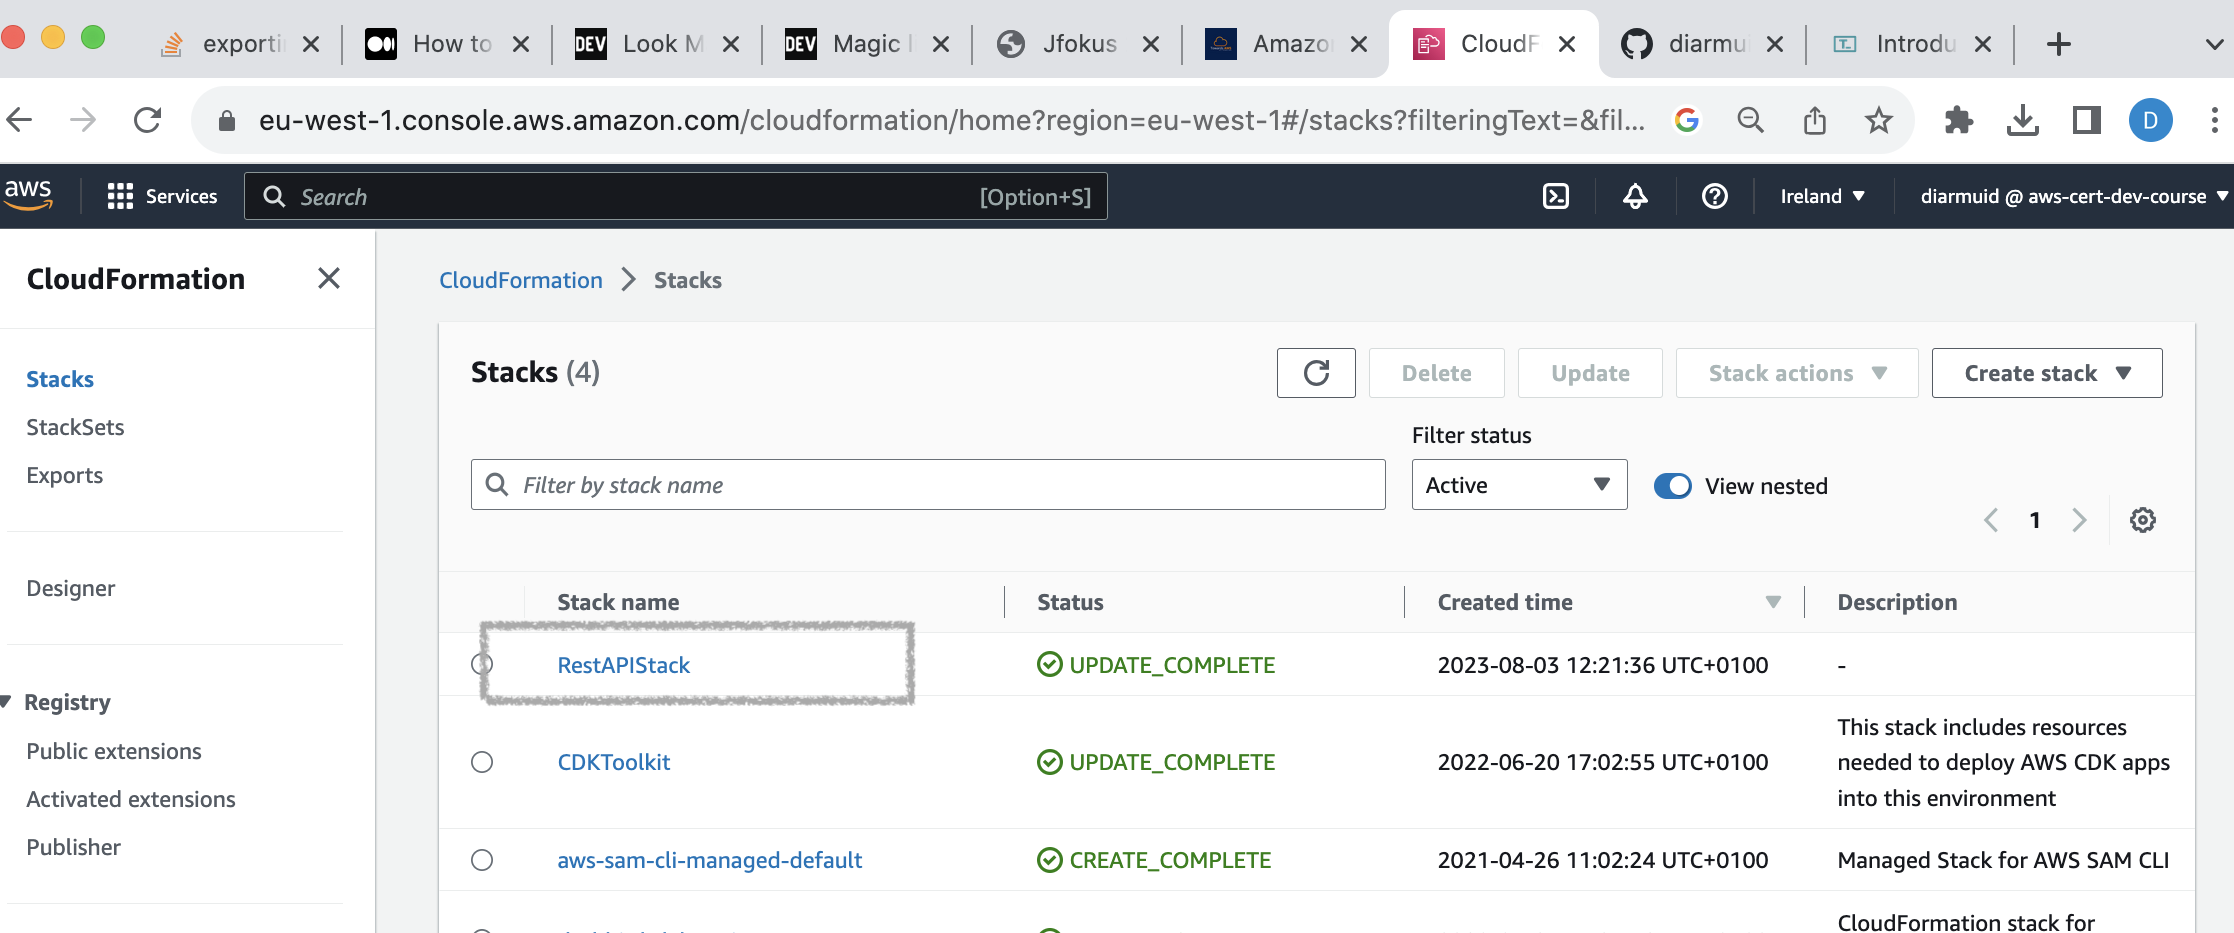 exporti
How to
DEV Look M
DEV Magic
Jfokus
Amazo
CloudF
diarmui
Introdu
eu-west-1.console.aws.amazon.com/cloudformation/home?region=eu-west-1#/stacks?filteringText=&fil...
D
aws
Services
Search
[Option+S]
Ireland
diarmuid @ aws-cert-dev-course
CloudFormation
Stacks
StackSets
Exports
Designer
Registry
Public extensions
Activated extensions
Publisher
CloudFormation > Stacks
Stacks (4)
Delete
Update
Stack actions
Create stack
Filter by stack name
Filter status
Active
View nested
1
Stack name Status Created time Description
RestAPIStack UPDATE_COMPLETE 2023-08-03 12:21:36 UTC+0100 -
CDKToolkit UPDATE_COMPLETE 2022-06-20 17:02:55 UTC+0100
This stack includes resources
needed to deploy AWS CDK apps
into this environment
aws-sam-cli-managed-default CREATE_COMPLETE 2021-04-26 11:02:24 UTC+0100 Managed Stack for AWS SAM CLI
CloudFormation stack for